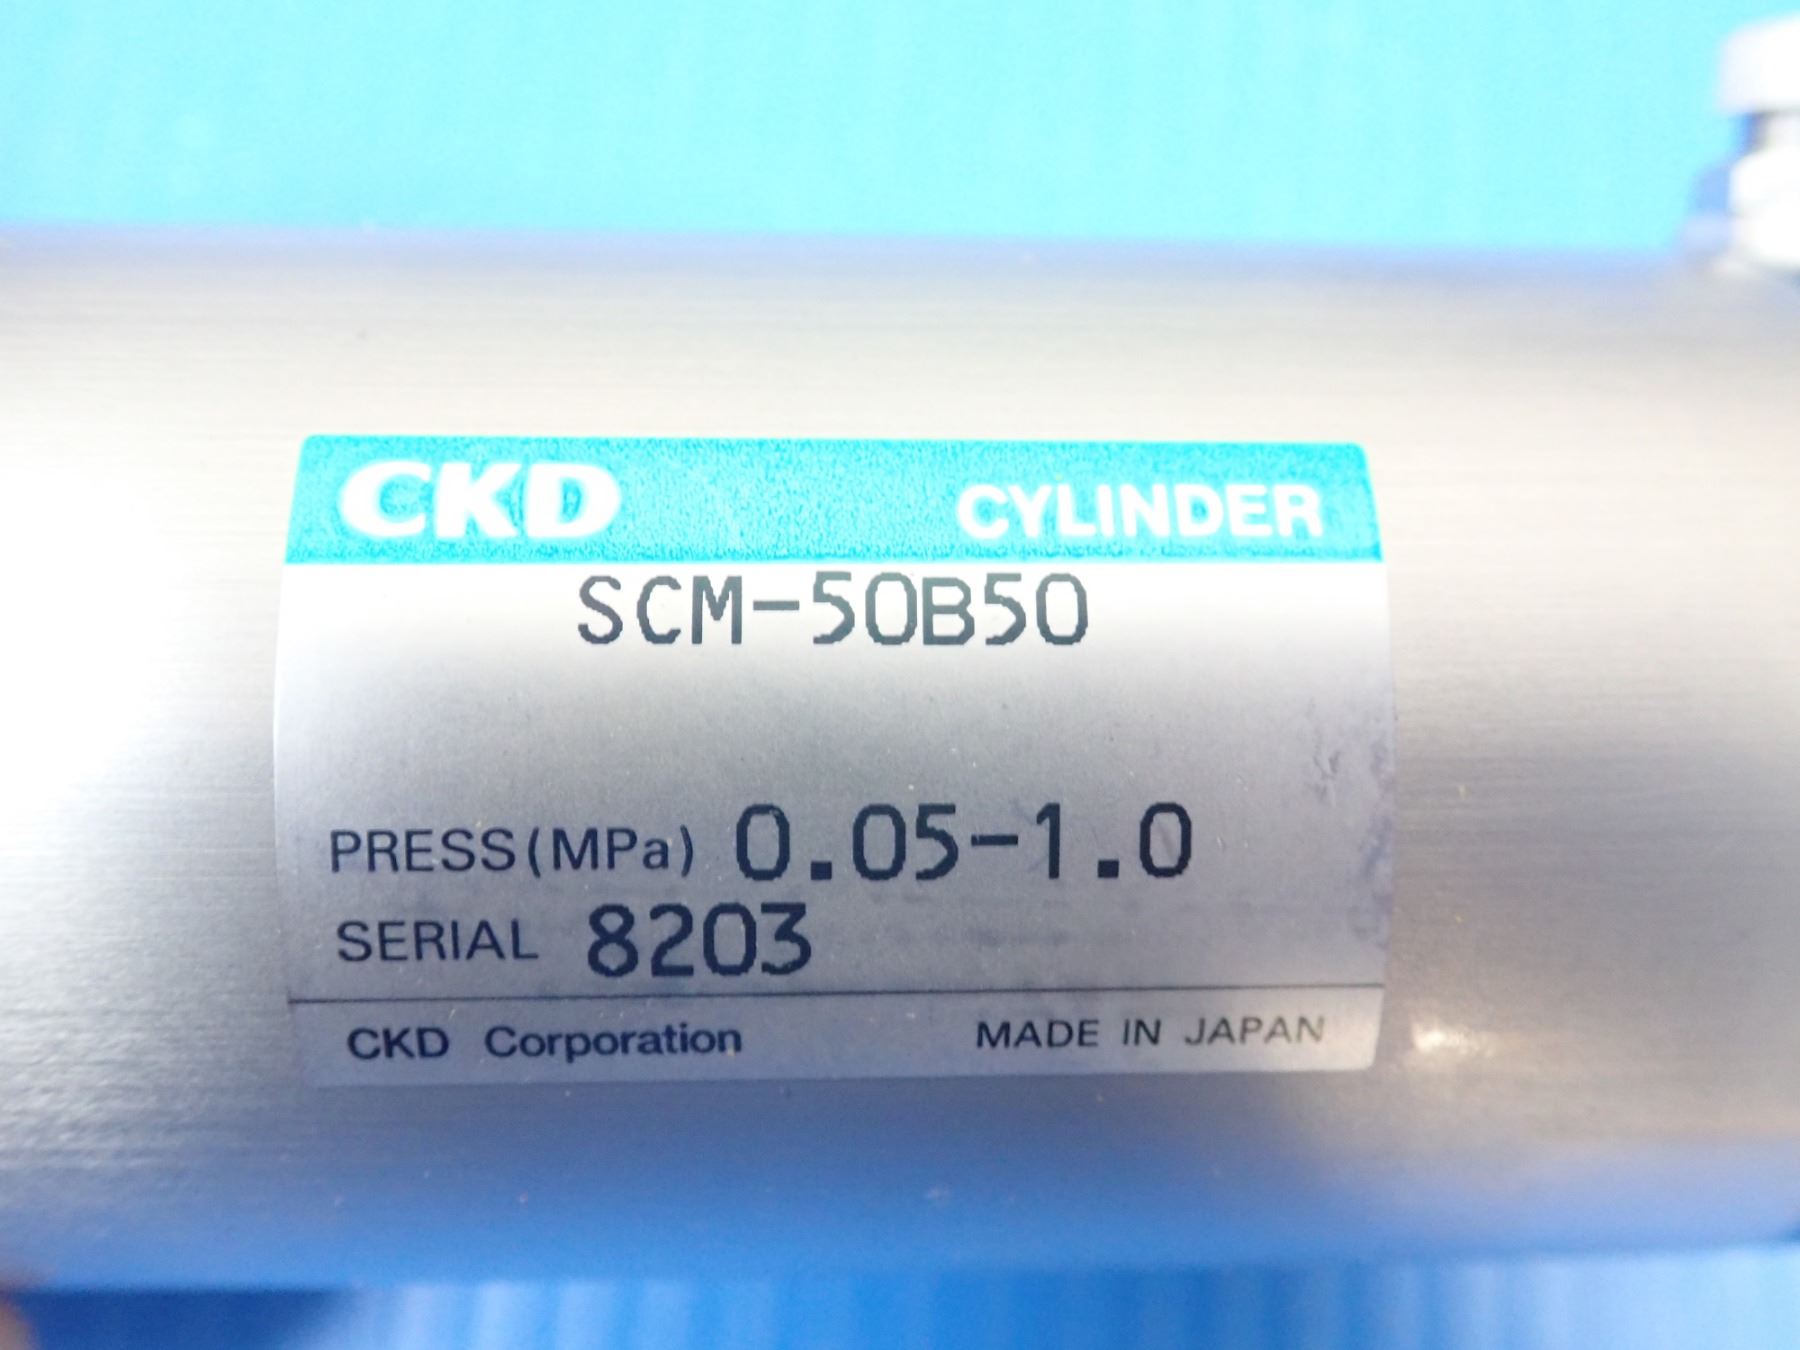 CKD CYLINDER
SCM-50B50
PRESS(MPa) 0.05-1.0
SERIAL 8203
CKD Corporation MADE IN JAPAN